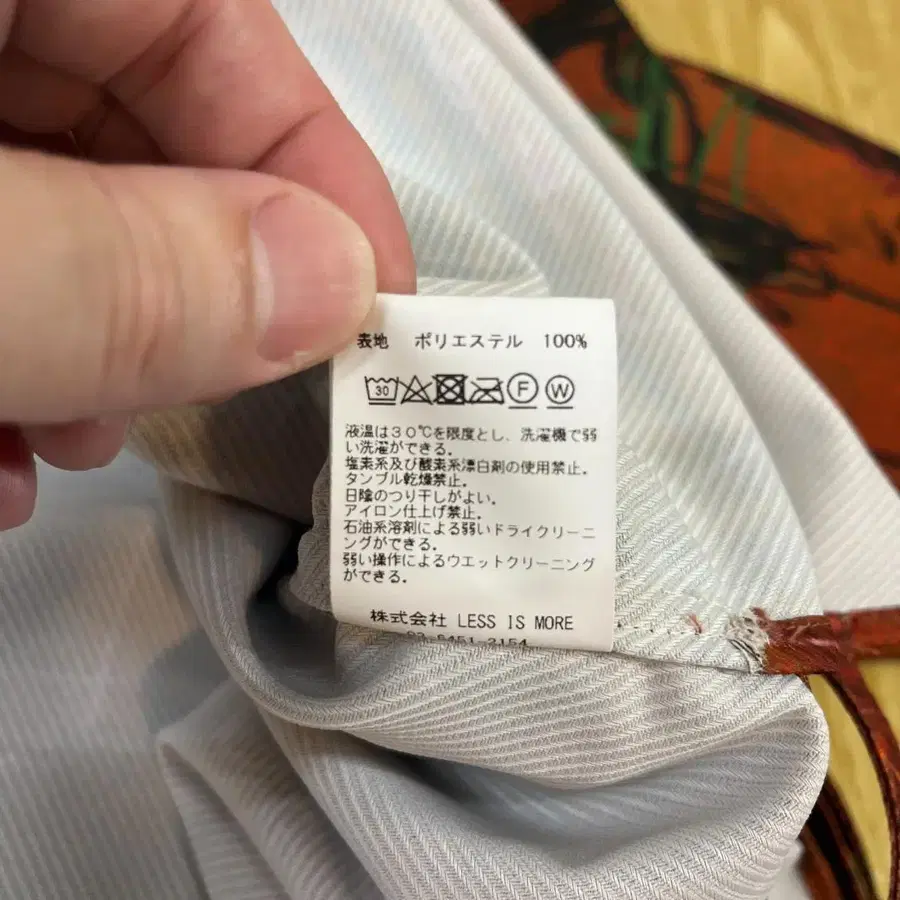 表地 ポリエステル 100%
30 F W
液温は30℃を限度とし、洗濯機で弱
い洗濯ができる。
塩素系及び酸素系漂白剤の使用禁止。
タンブル乾燥禁止。
日陰のつり干しがよい。
アイロン仕上げ禁止。
石油系溶剤による弱いドライクリーニ
ングができる。
弱い操作によるウエットクリーニング
ができる。
株式会社 LESS IS MORE
03-6451-2154